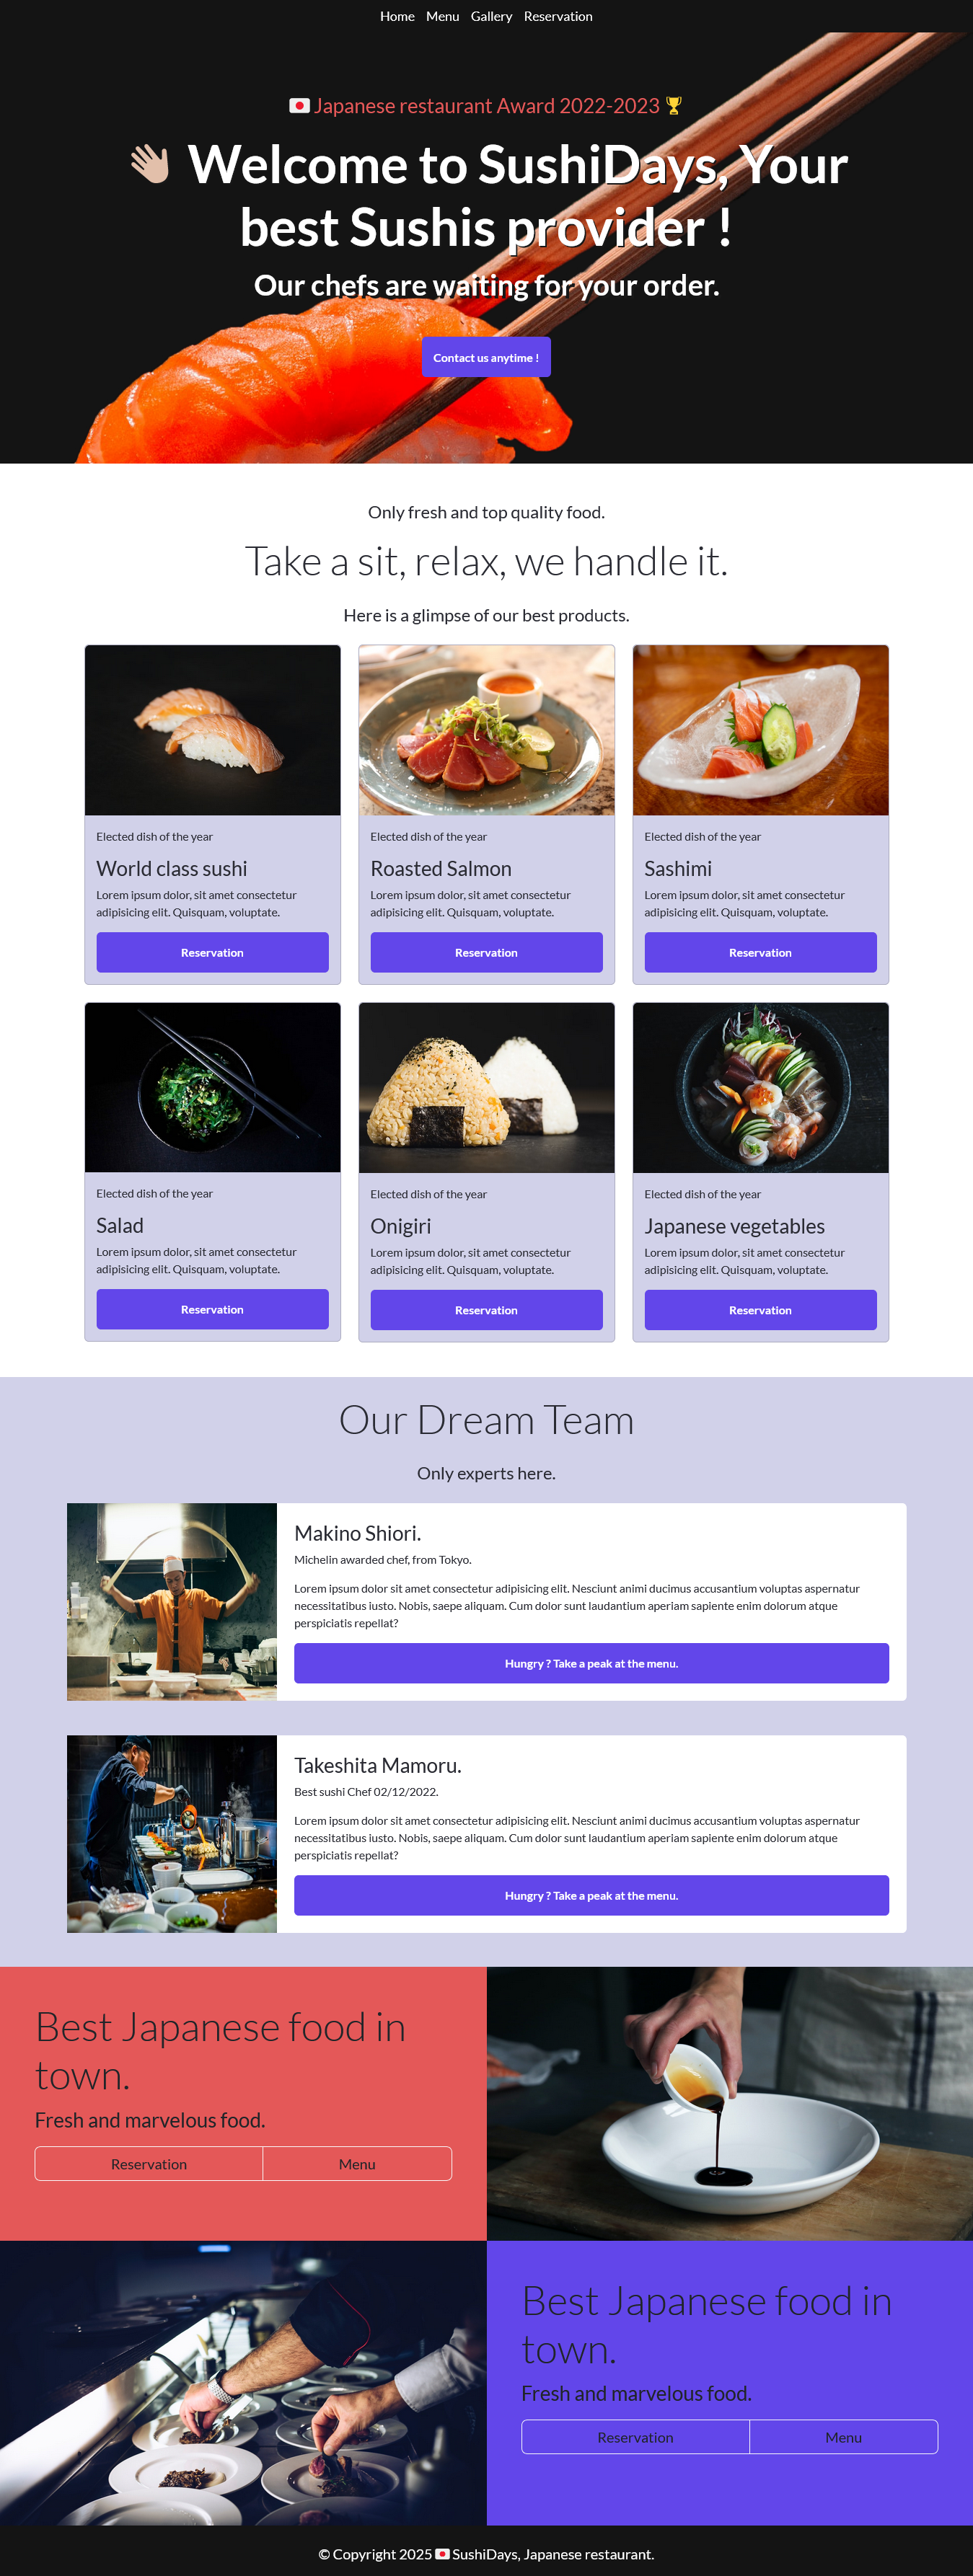 Home Menu Gallery Reservation
🇯🇵 Japanese restaurant Award 2022-2023 🏆
👋🏼 Welcome to SushiDays, Your
best Sushis provider !
Our chefs are waiting for your order.
Contact us anytime !
Only fresh and top quality food.
Take a sit, relax, we handle it.
Here is a glimpse of our best products.
Elected dish of the year
World class sushi
Lorem ipsum dolor, sit amet consectetur
adipisicing elit. Quisquam, voluptate.
Reservation
Elected dish of the year
Roasted Salmon
Lorem ipsum dolor, sit amet consectetur
adipisicing elit. Quisquam, voluptate.
Reservation
Elected dish of the year
Sashimi
Lorem ipsum dolor, sit amet consectetur
adipisicing elit. Quisquam, voluptate.
Reservation
Elected dish of the year
Salad
Lorem ipsum dolor, sit amet consectetur
adipisicing elit. Quisquam, voluptate.
Reservation
Elected dish of the year
Onigiri
Lorem ipsum dolor, sit amet consectetur
adipisicing elit. Quisquam, voluptate.
Reservation
Elected dish of the year
Japanese vegetables
Lorem ipsum dolor, sit amet consectetur
adipisicing elit. Quisquam, voluptate.
Reservation
Our Dream Team
Only experts here.
Makino Shiori.
Michelin awarded chef, from Tokyo.
Lorem ipsum dolor sit amet consectetur adipisicing elit. Nesciunt animi ducimus accusantium voluptas aspernatur
necessitatibus iusto. Nobis, saepe aliquam. Cum dolor sunt laudantium aperiam sapiente enim dolorum atque
perspiciatis repellat?
Hungry ? Take a peak at the menu.
Takeshita Mamoru.
Best sushi Chef 02/12/2022.
Lorem ipsum dolor sit amet consectetur adipisicing elit. Nesciunt animi ducimus accusantium voluptas aspernatur
necessitatibus iusto. Nobis, saepe aliquam. Cum dolor sunt laudantium aperiam sapiente enim dolorum atque
perspiciatis repellat?
Hungry ? Take a peak at the menu.
Best Japanese food in
town.
Fresh and marvelous food.
Reservation Menu
Best Japanese food in
town.
Fresh and marvelous food.
Reservation Menu
© Copyright 2025 🇯🇵 SushiDays, Japanese restaurant.